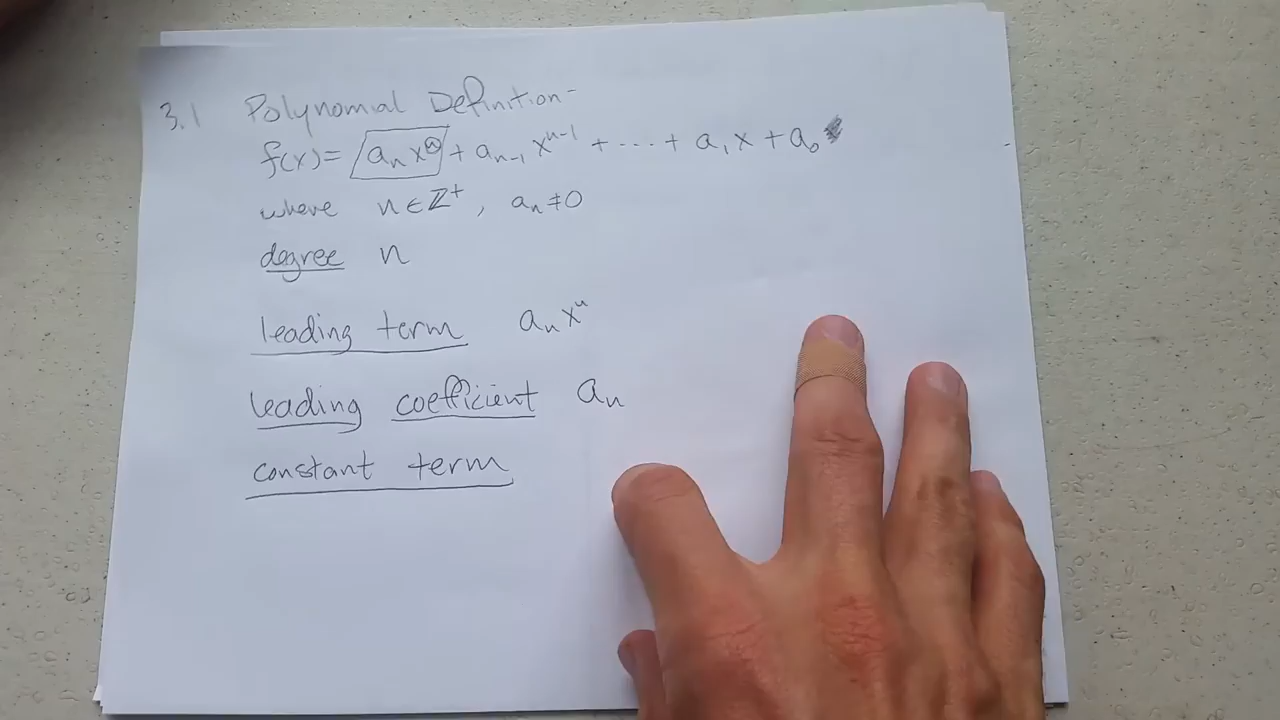 3.1 Polynomial Definition-
f(x)= aₙxⁿ + aₙ₋₁xⁿ⁻¹ + ... + a₁x + a₀
where n ∈ ℤ⁺, aₙ ≠ 0
degree n
leading term aₙxⁿ
leading coefficient aₙ
constant term